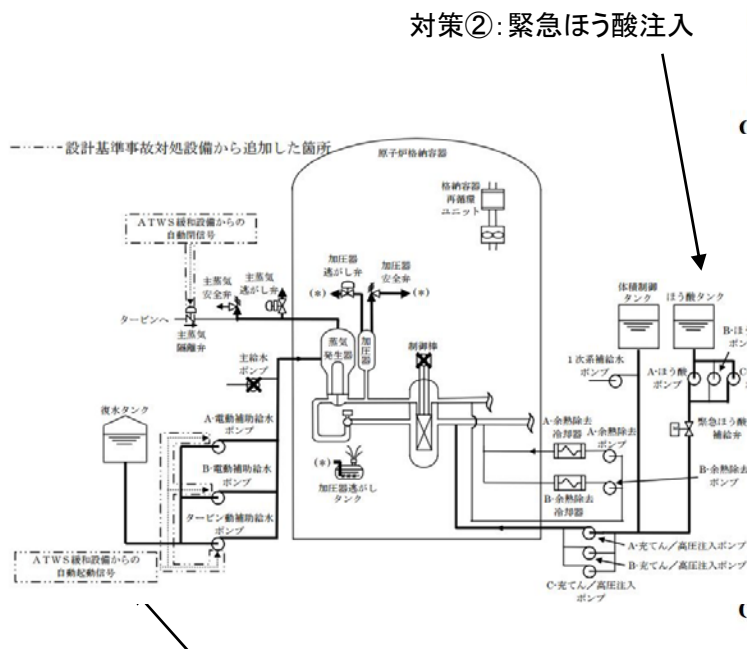 対策②:緊急ほう酸注入
設計基準事故対処設備から追加した箇所
原子炉格納容器
格納容器
再循環
ユニット
ATWS緩和設備からの
自動閉信号
主蒸気
安全弁
主蒸気
逃がし弁
加圧器
逃がし弁
加圧器
安全弁
(*)
(*)
タービンへ
主蒸気
隔離弁
蒸気
発生器
加圧器
制御棒
体積制御
タンク
ほう酸タンク
1次系補給水
ポンプ
A-ほう酸
ポンプ
緊急ほう酸
補給弁
主給水
ポンプ
復水タンク
A-電動補助給水
ポンプ
B-電動補助給水
ポンプ
タービン動補助給水
ポンプ
(*)
加圧器逃がし
タンク
A-余熱除去
冷却器
A-余熱除去
ポンプ
B-余熱除去
冷却器
B-余熱除去
A-充てん/高圧注入ポンプ
B-充てん/高圧注入ポンプ
C-充てん/高圧注入
ポンプ
ATWS緩和設備からの
自動起動信号